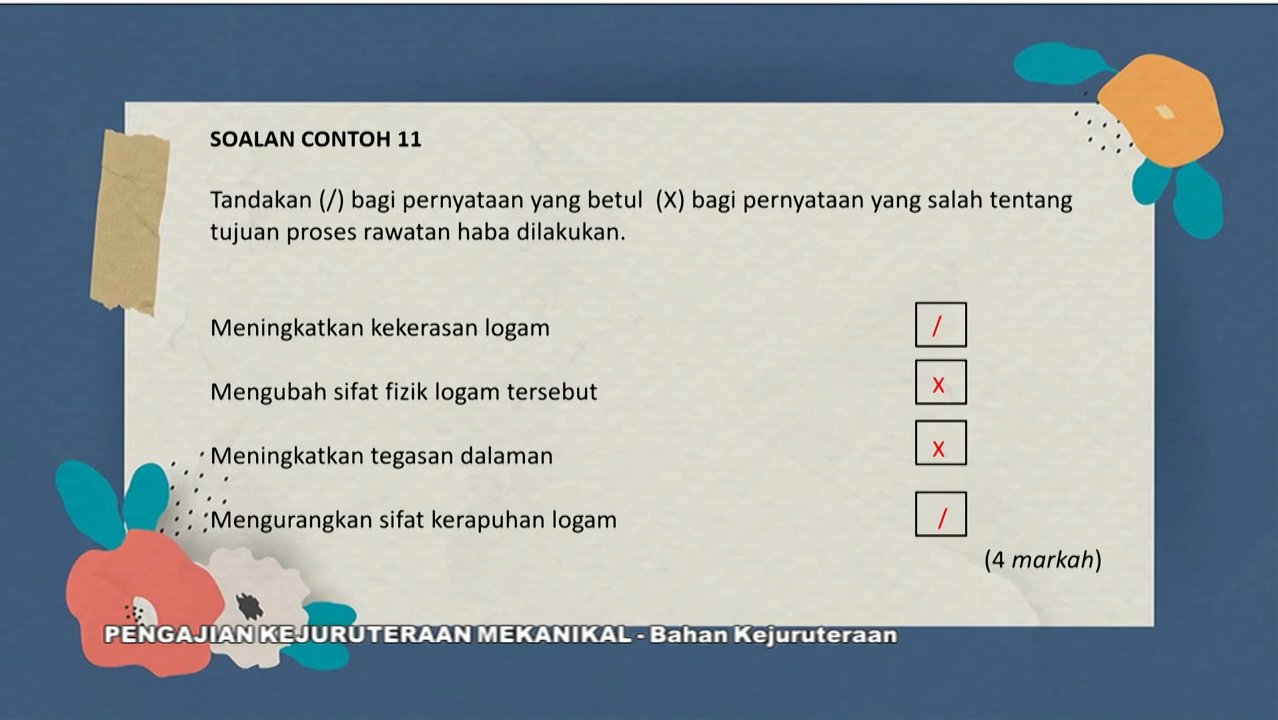 SOALAN CONTOH 11
Tandakan (/) bagi pernyataan yang betul (X) bagi pernyataan yang salah tentang
tujuan proses rawatan haba dilakukan.
Meningkatkan kekerasan logam /
Mengubah sifat fizik logam tersebut X
Meningkatkan tegasan dalaman X
Mengurangkan sifat kerapuhan logam /
(4 markah)
PENGAJIAN KEJURUTERAAN MEKANIKAL - Bahan Kejuruteraan